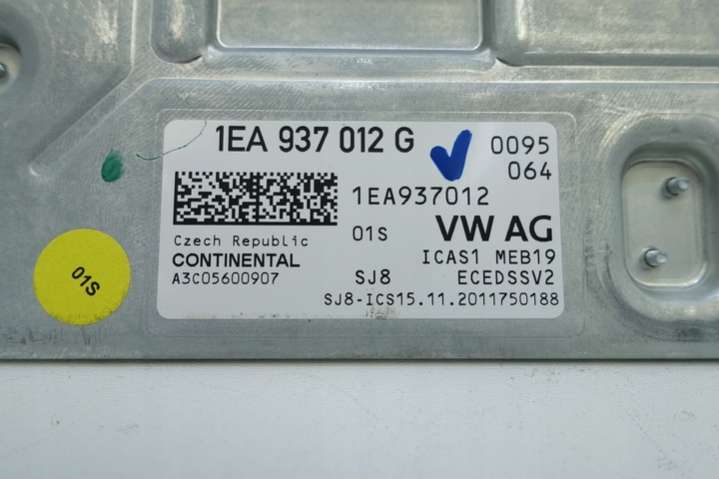 1EA 937 012 G
0095
064
1EA937012
01S
VW AG
Czech Republic
CONTINENTAL
ICAS1 MEB19
A3C05600907
SJ8
ECEDSSV2
SJ8-ICS15.11.2011750188
01S